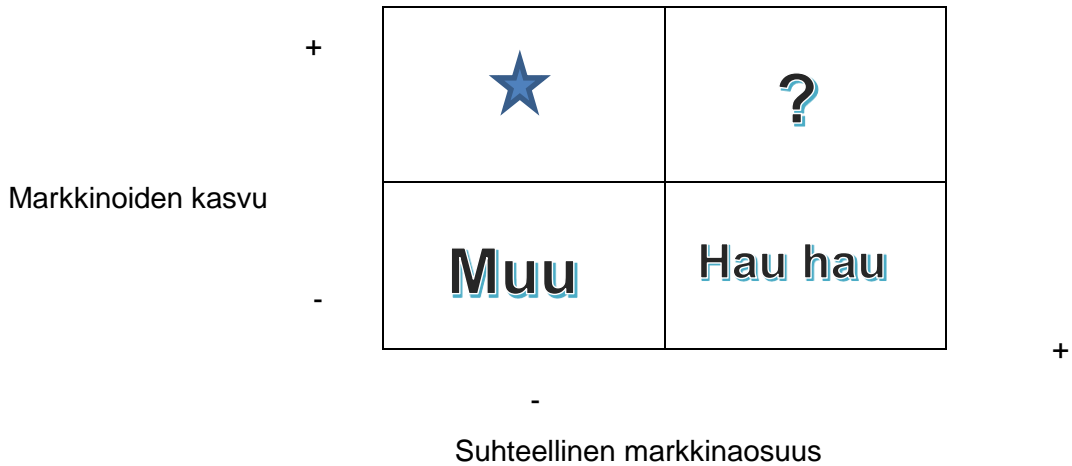 +
?
Markkinoiden kasvu
Muu
Hau hau
-
+
-
Suhteellinen markkinaosuus